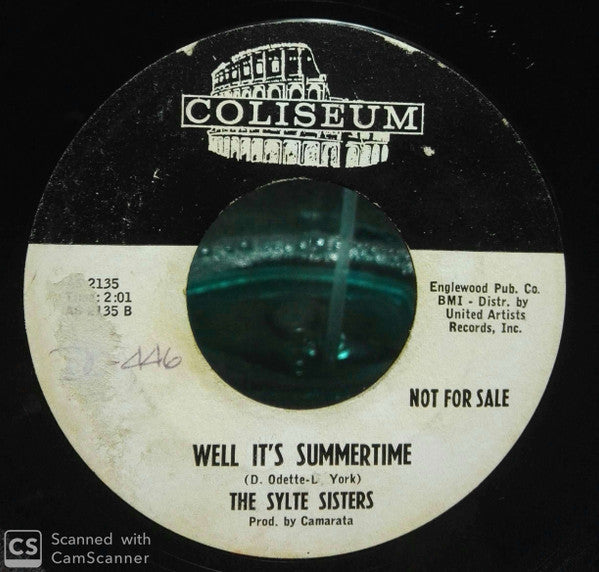 COLISEUM
2135
: 2:01
2135 B
-446
Englewood Pub. Co.
BMI - Distr. by
United Artists
Records, Inc.
NOT FOR SALE
WELL IT'S SUMMERTIME
(D. Odette-L York)
THE SYLTE SISTERS
Prod. by Camarata
CS Scanned with
CamScanner